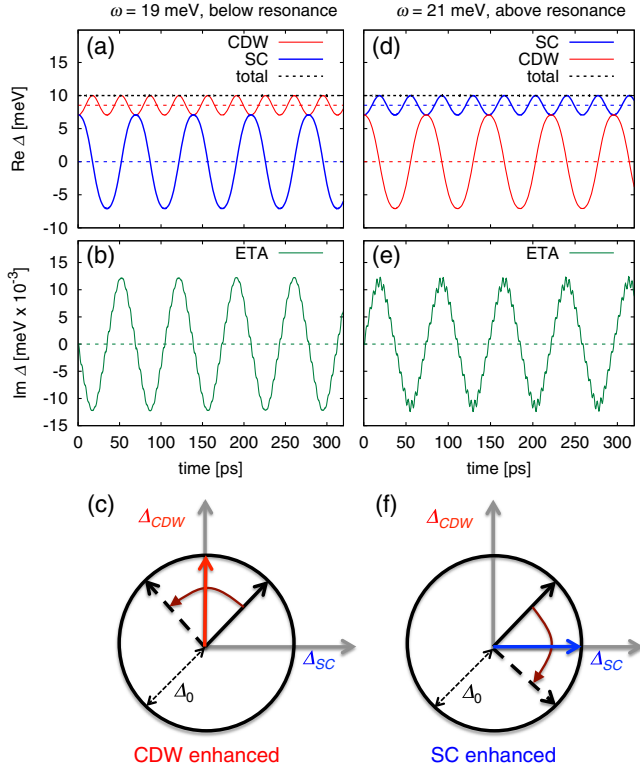 ω = 19 meV, below resonance
(a)
CDW
SC
total
Re Δ [meV]
15
10
5
0
-5
-10
(b)
ETA
Im Δ [meV x 10⁻³]
15
10
5
0
-5
-10
-15
0 50 100 150 200 250 300
time [ps]
(c)
Δ_CDW
Δ_SC
Δ₀
CDW enhanced
ω = 21 meV, above resonance
(d)
SC
CDW
total
(e)
ETA
0 50 100 150 200 250 300
time [ps]
(f)
Δ_CDW
Δ_SC
Δ₀
SC enhanced